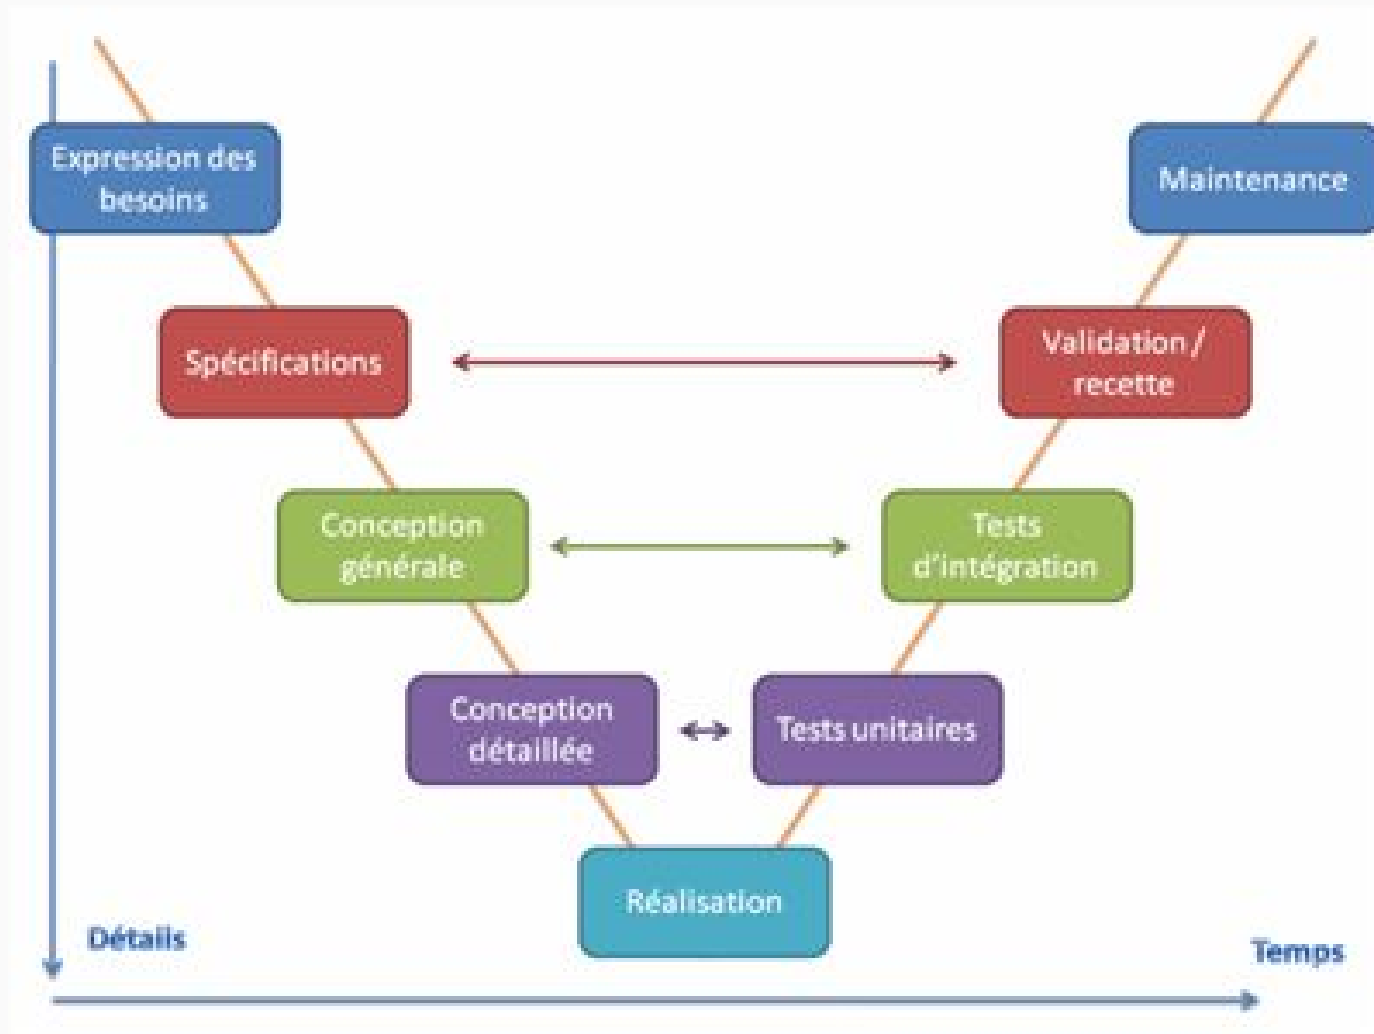 Expression des
besoins
Maintenance
Spécifications
Validation /
recette
Conception
générale
Tests
d'intégration
Conception
détaillée
Tests unitaires
Réalisation
Détails
Temps